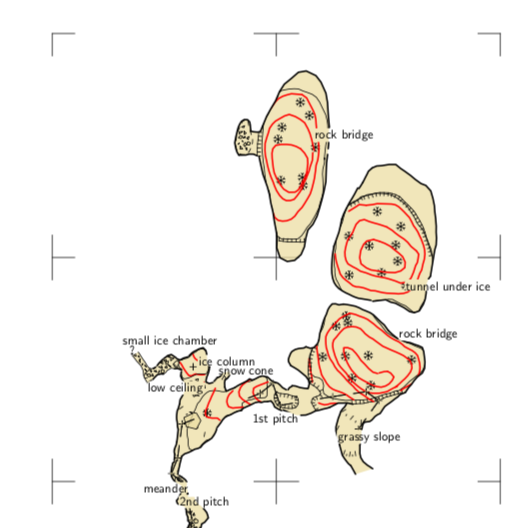 rock bridge
tunnel under ice
rock bridge
small ice chamber
?
ice column
snow cone
low ceiling
1st pitch
grassy slope
meander
2nd pitch